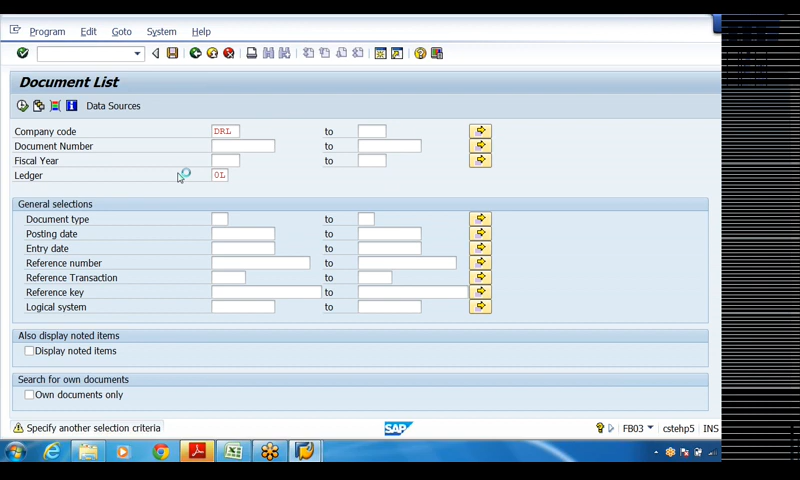 Program Edit Goto System Help
Document List
Data Sources
Company code DRL to
Document Number to
Fiscal Year to
Ledger 0L
General selections
Document type to
Posting date to
Entry date to
Reference number to
Reference Transaction to
Reference key to
Logical system to
Also display noted items
Display noted items
Search for own documents
Own documents only
Specify another selection criteria SAP FB03 cstehp5 INS